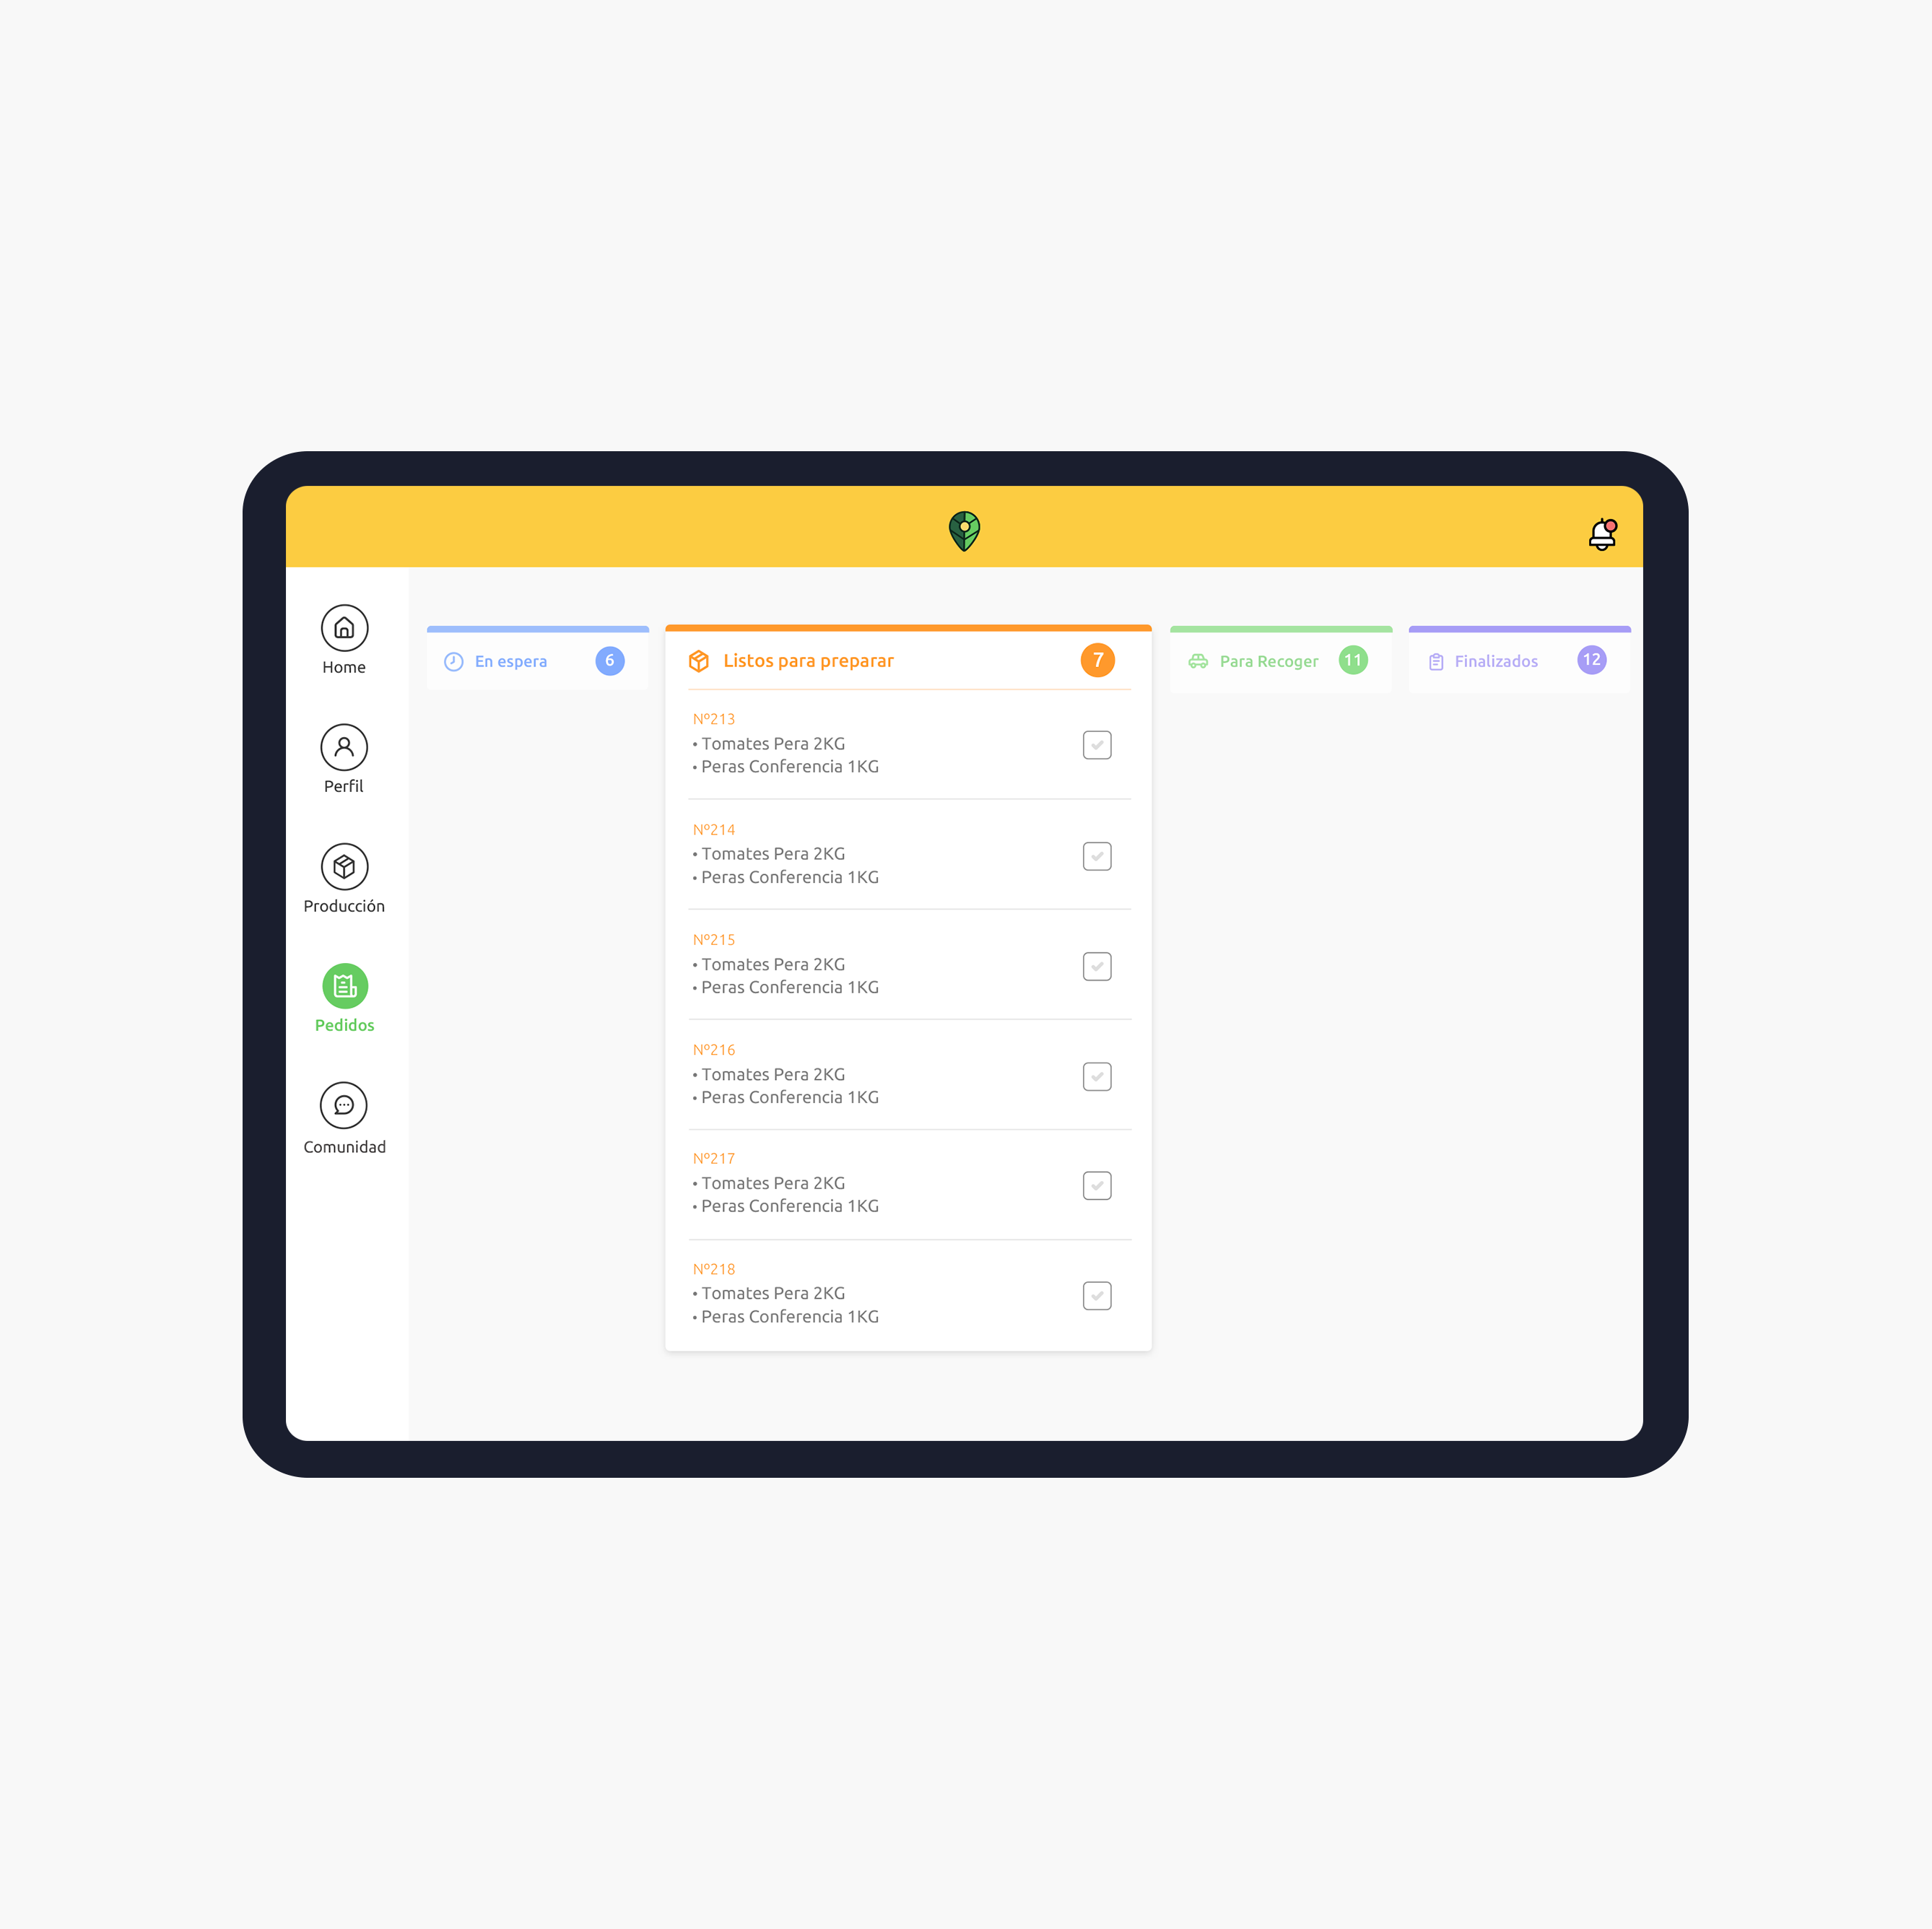 Home
Perfil
Producción
Pedidos
Comunidad
En espera 6
Listos para preparar 7
Nº213
• Tomates Pera 2KG
• Peras Conferencia 1KG
Nº214
• Tomates Pera 2KG
• Peras Conferencia 1KG
Nº215
• Tomates Pera 2KG
• Peras Conferencia 1KG
Nº216
• Tomates Pera 2KG
• Peras Conferencia 1KG
Nº217
• Tomates Pera 2KG
• Peras Conferencia 1KG
Nº218
• Tomates Pera 2KG
• Peras Conferencia 1KG
Para Recoger 11
Finalizados 12